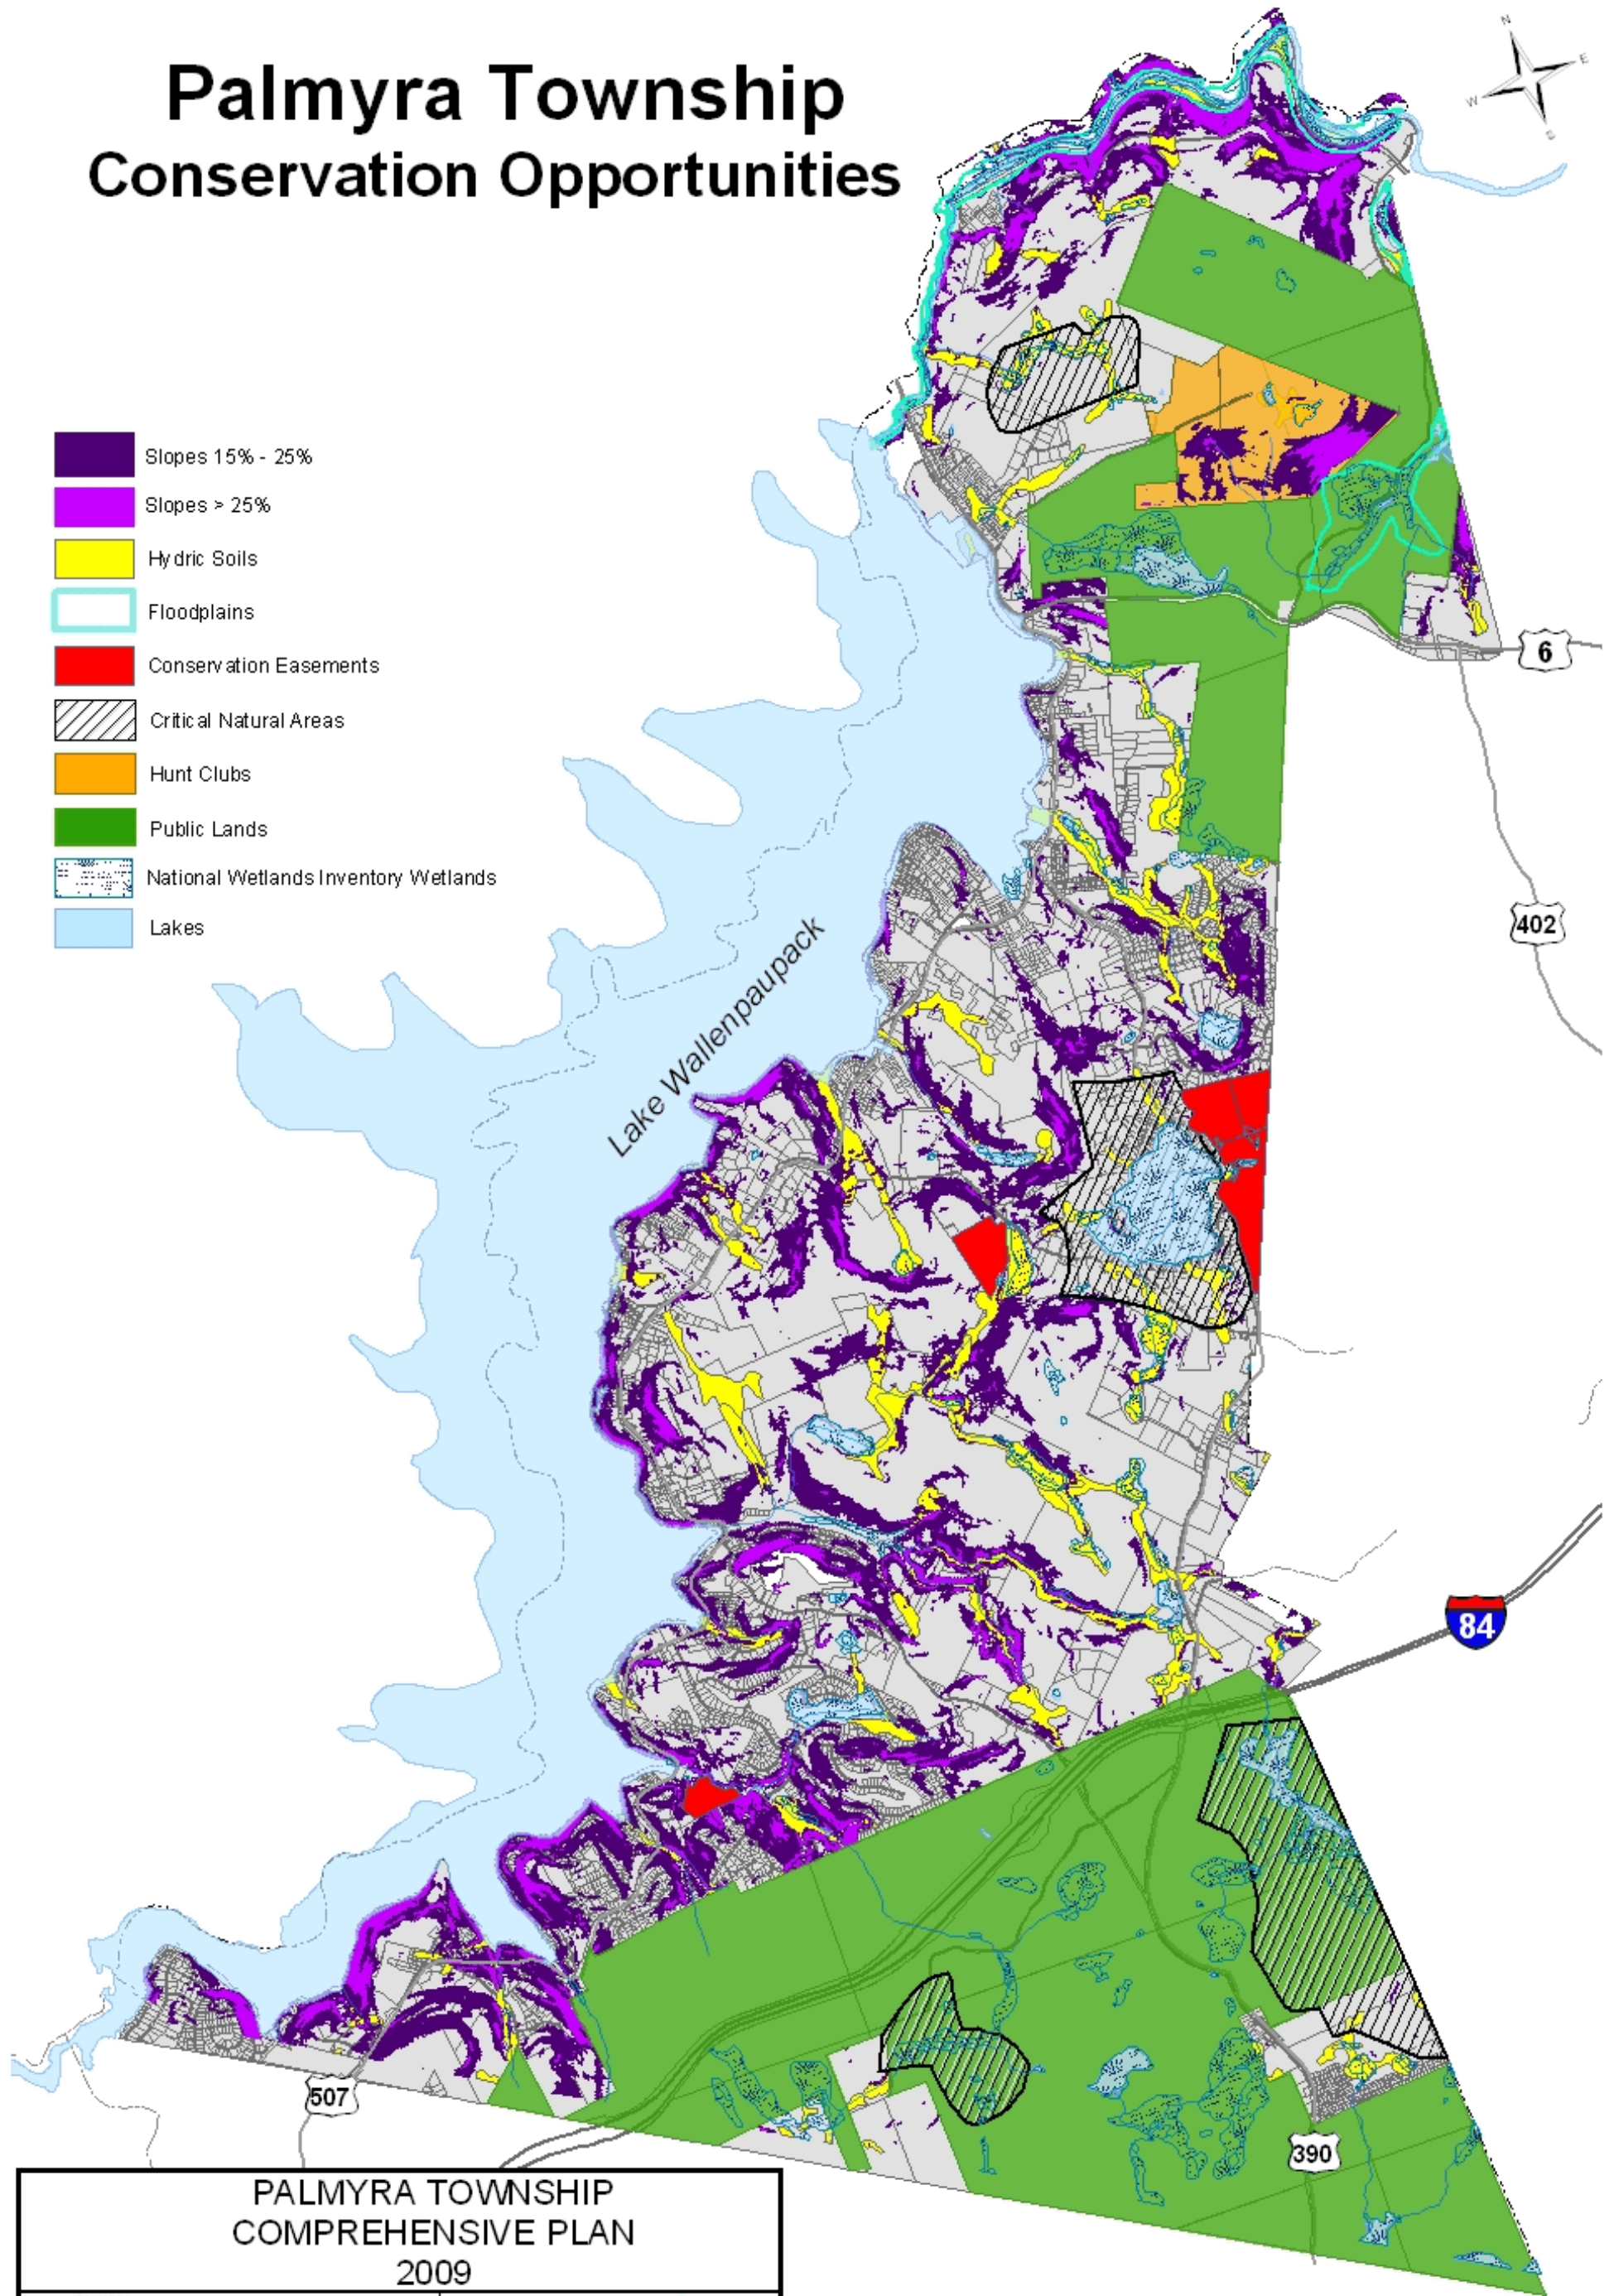 Palmyra Township
Conservation Opportunities
N
E
W
S
Slopes 15% - 25%
Slopes > 25%
Hydric Soils
Floodplains
Conservation Easements
Critical Natural Areas
Hunt Clubs
Public Lands
National Wetlands Inventory Wetlands
Lakes
6
402
Lake Wallenpaupack
84
507
390
PALMYRA TOWNSHIP
COMPREHENSIVE PLAN
2009